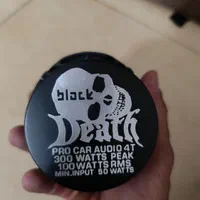 black
Death
PRO CAR AUDIO 4T
300 WATTS PEAK
100 WATTS RMS
MIN.INPUT 50 WATTS